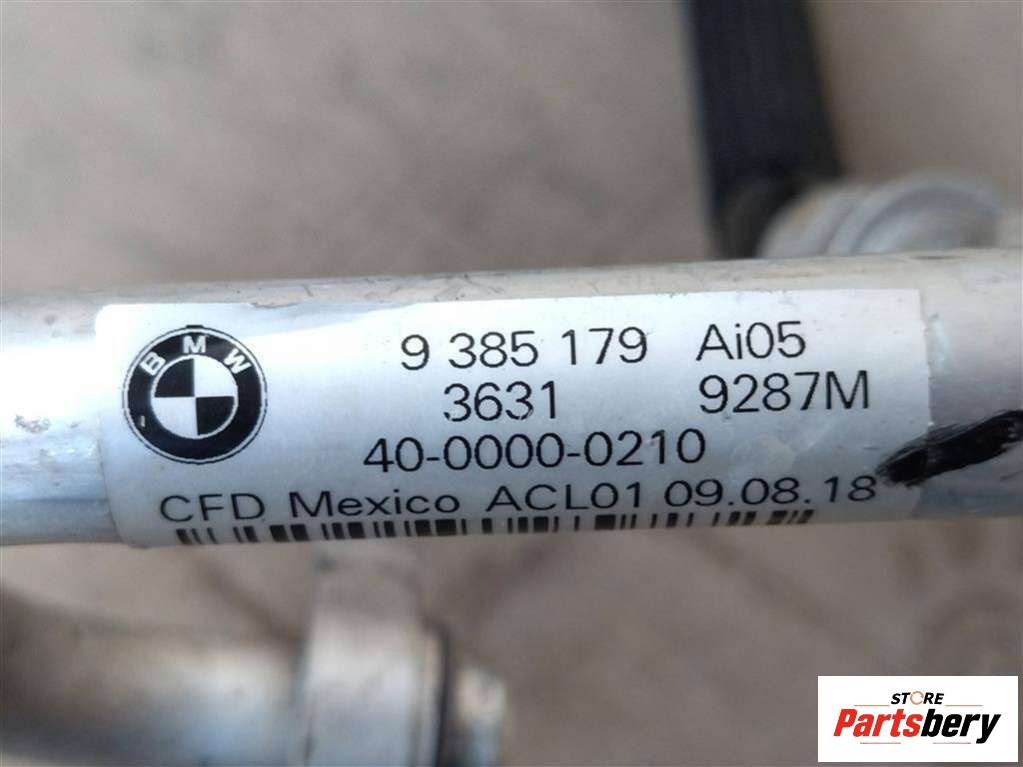 BMW
9 385 179 Ai05
3631 9287M
40-0000-0210
CFD Mexico ACL01 09.08.18
STORE
Partsbery